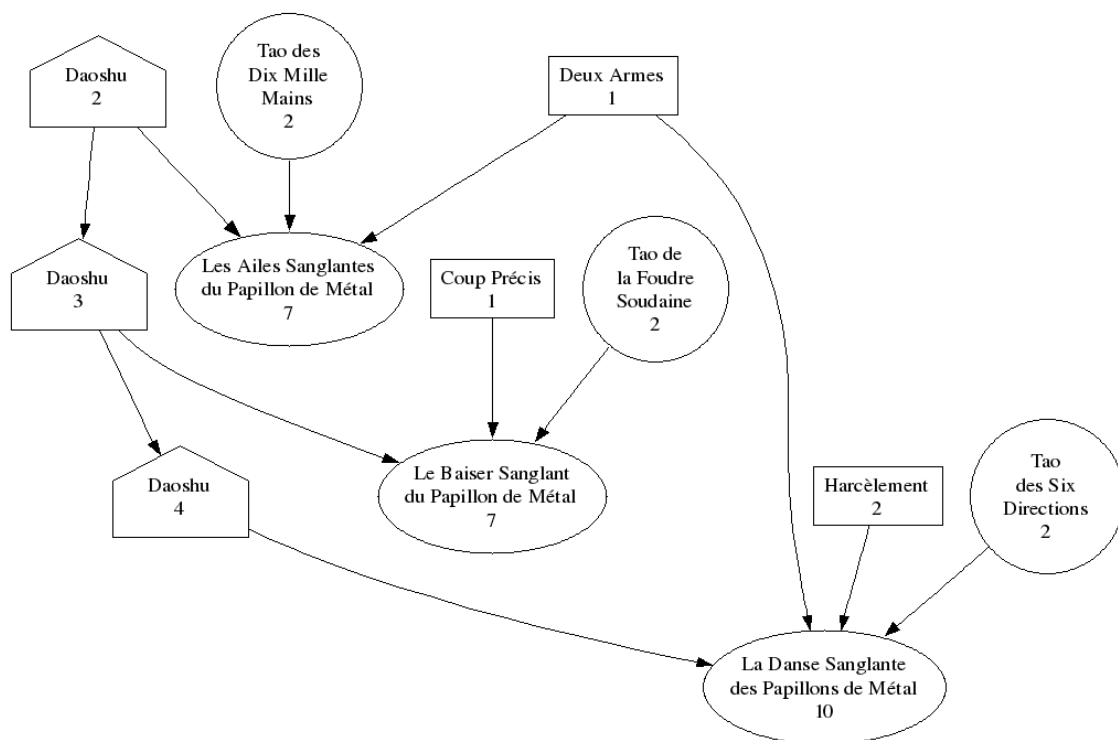 Daoshu
2
Tao des
Dix Mille
Mains
2
Deux Armes
1
Daoshu
3
Les Ailes Sanglantes
du Papillon de Métal
7
Coup Précis
1
Tao de
la Foudre
Soudaine
2
Daoshu
4
Le Baiser Sanglant
du Papillon de Métal
7
Harcèlement
2
Tao
des Six
Directions
2
La Danse Sanglante
des Papillons de Métal
10